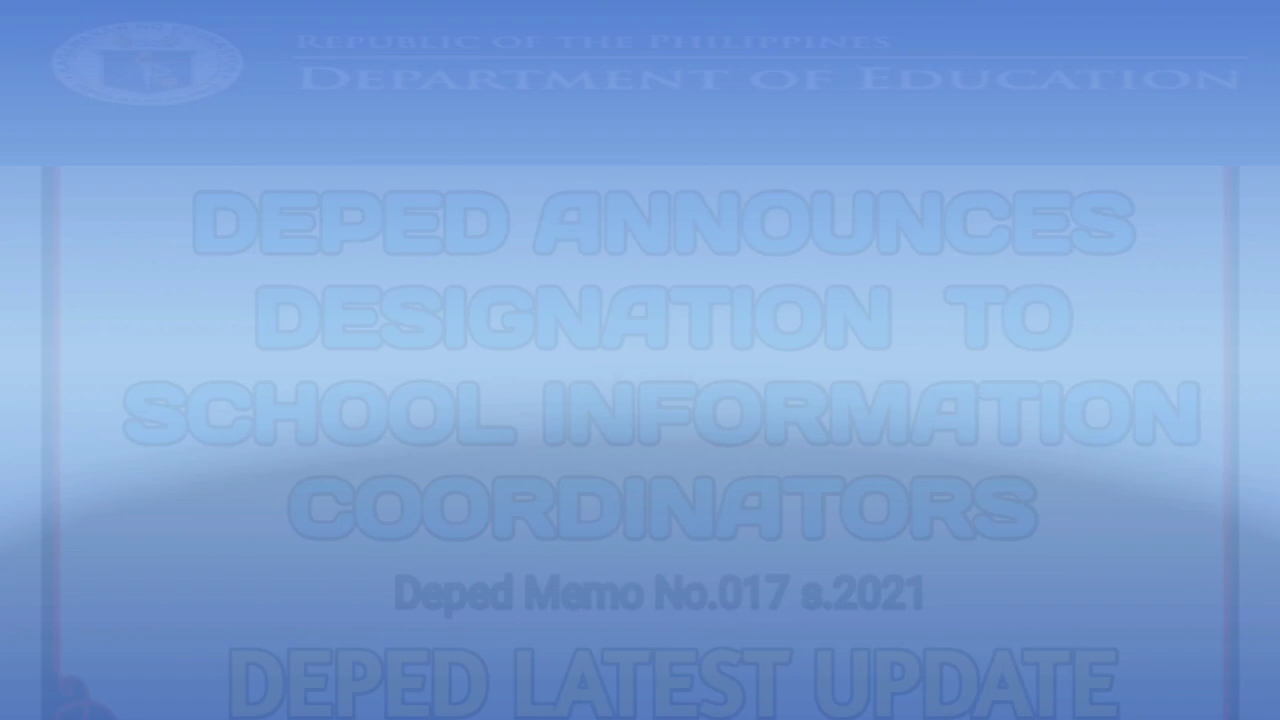 REPUBLIC OF THE PHILIPPINES
DEPARTMENT OF EDUCATION
DEPED ANNOUNCES
DESIGNATION TO
SCHOOL INFORMATION
COORDINATORS
Deped Memo No.017 s.2021
DEPED LATEST UPDATE